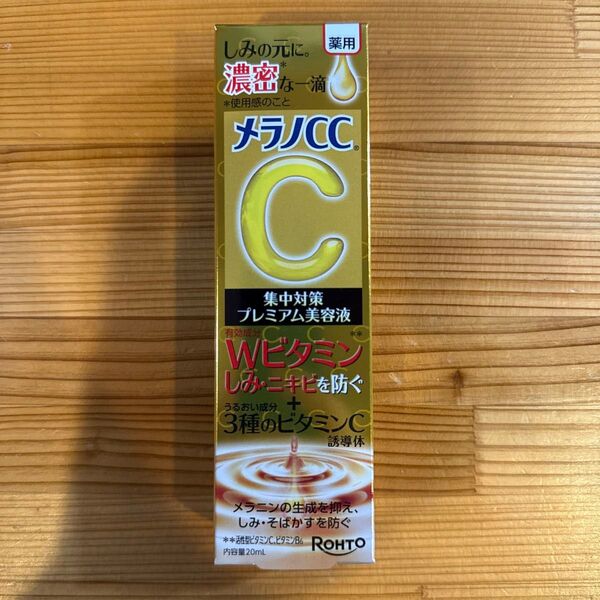 しみの元に。
薬用
濃密*な一滴
*使用感のこと
メラノCC®
C
集中対策
プレミアム美容液
有効成分
Wビタミン**
しみ・ニキビを防ぐ
+
うるおい成分
3種のビタミンC
誘導体
メラニンの生成を抑え、
しみ・そばかすを防ぐ
**活性型ビタミンC、ビタミンB6
内容量20mL
ROHTO